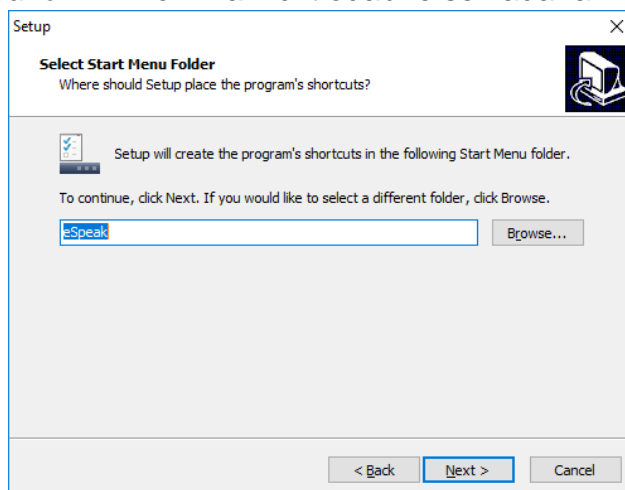 Setup
Select Start Menu Folder
Where should Setup place the program's shortcuts?
Setup will create the program's shortcuts in the following Start Menu folder.
To continue, click Next. If you would like to select a different folder, click Browse.
eSpeak
Browse...
< Back
Next >
Cancel